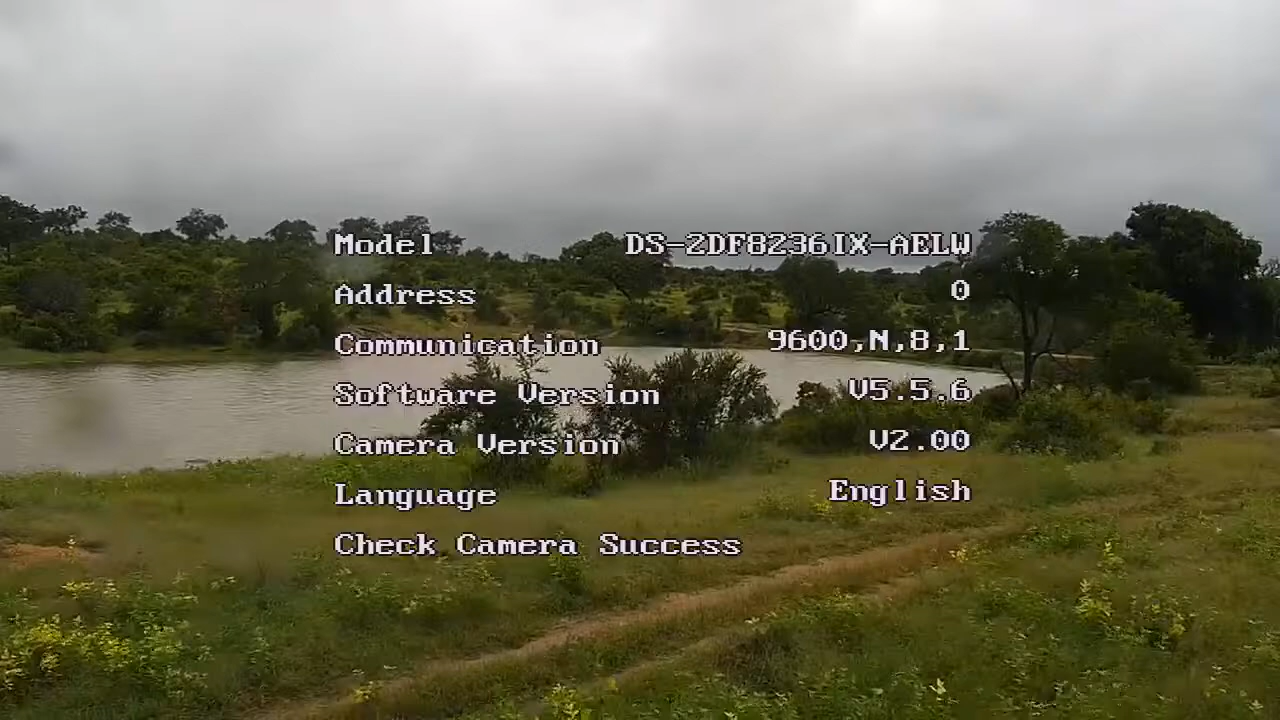 Model DS-2DF8236IX-AELW
Address 0
Communication 9600,N,8,1
Software Version V5.5.6
Camera Version V2.00
Language English
Check Camera Success